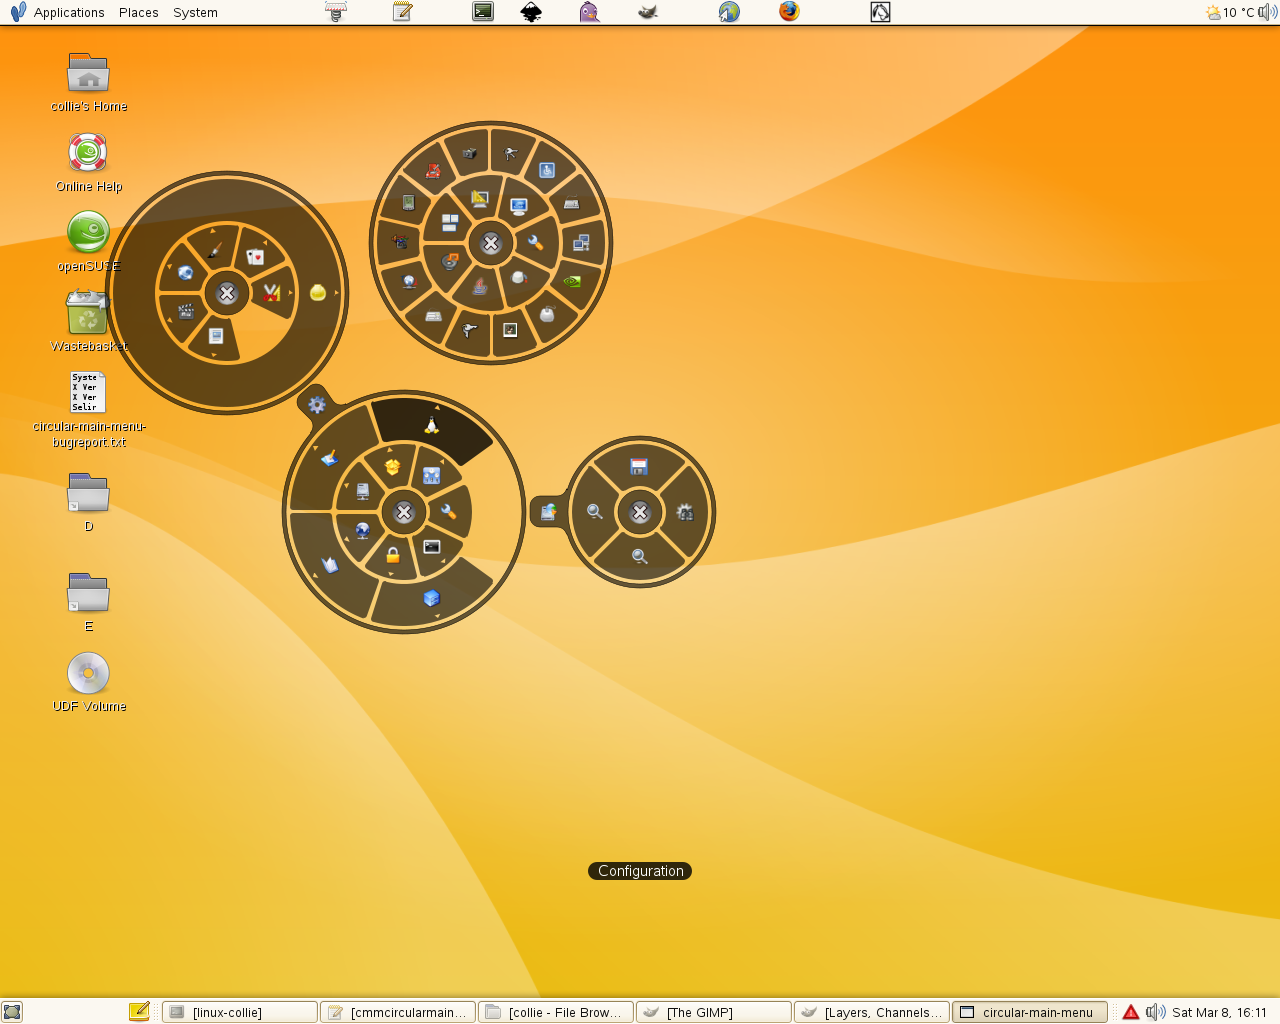 Applications Places System
10 °C
collie's Home
Online Help
openSUSE
Wastebasket
Syste
X Ver
X Ver
Selir
circular-main-menu-
bugreport.txt
D
E
UDF Volume
Configuration
[linux-collie] [cmmcircularmain... [collie - File Brow... [The GIMP] [Layers, Channels... circular-main-menu Sat Mar 8, 16:11